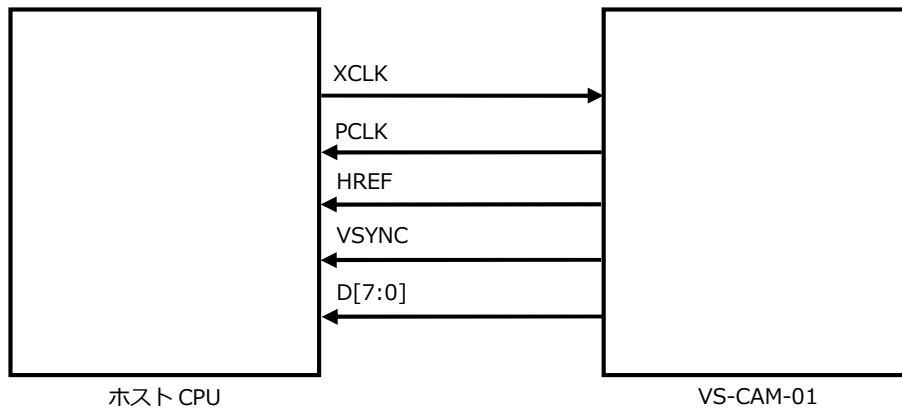 XCLK
PCLK
HREF
VSYNC
D[7:0]
ホスト CPU
VS-CAM-01